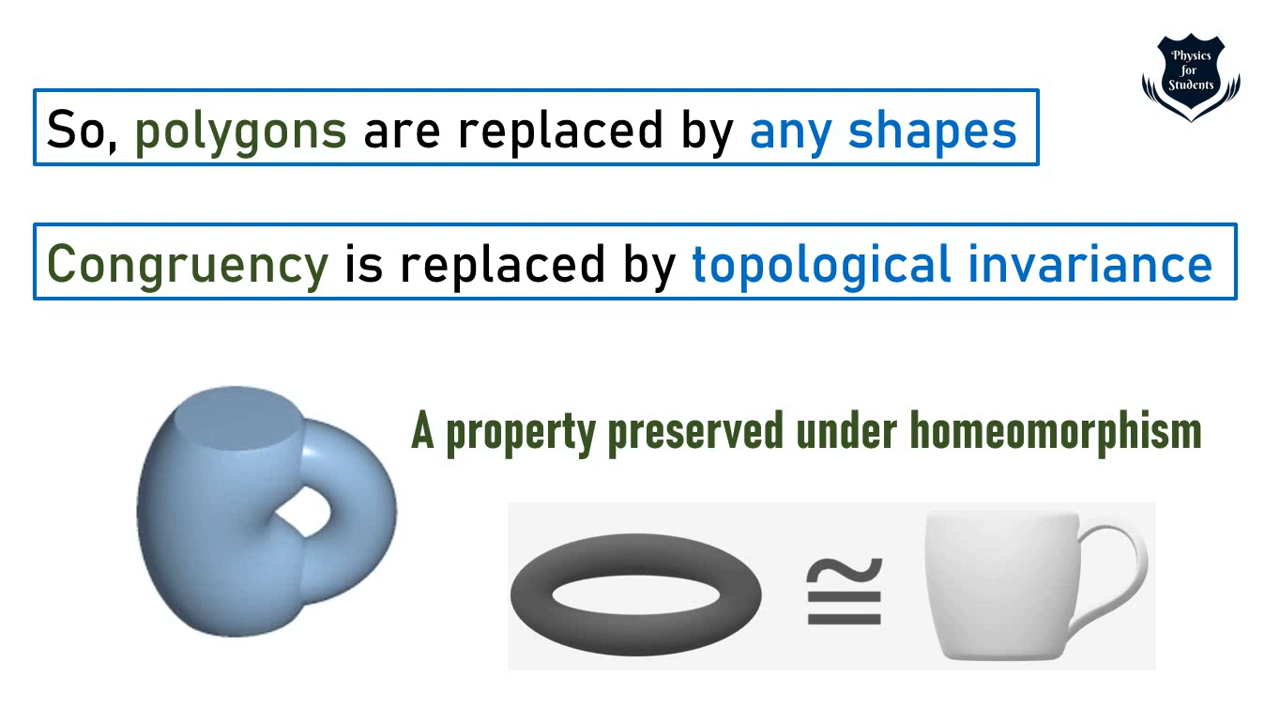 Physics
for
Students
So, polygons are replaced by any shapes
Congruency is replaced by topological invariance
A property preserved under homeomorphism
≅